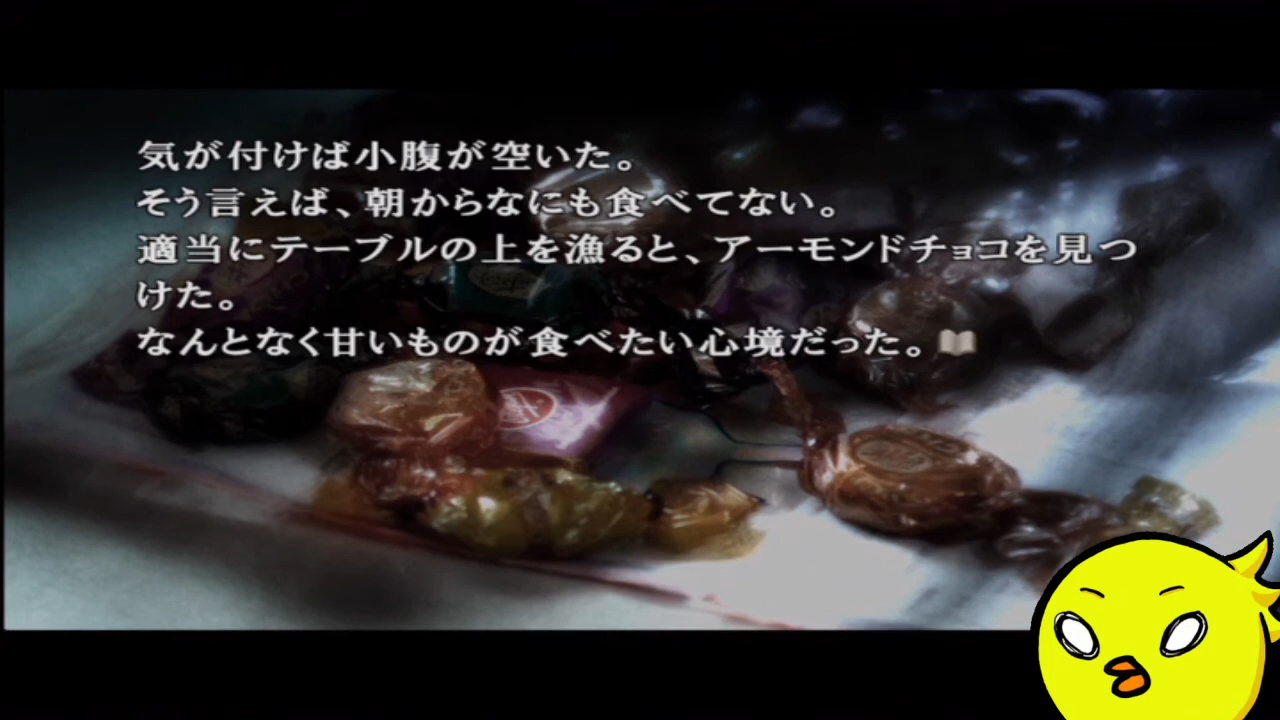 気が付けば小腹が空いた。
そう言えば、朝からなにも食べてない。
適当にテーブルの上を漁ると、アーモンドチョコを見つ
けた。
なんとなく甘いものが食べたい心境だった。